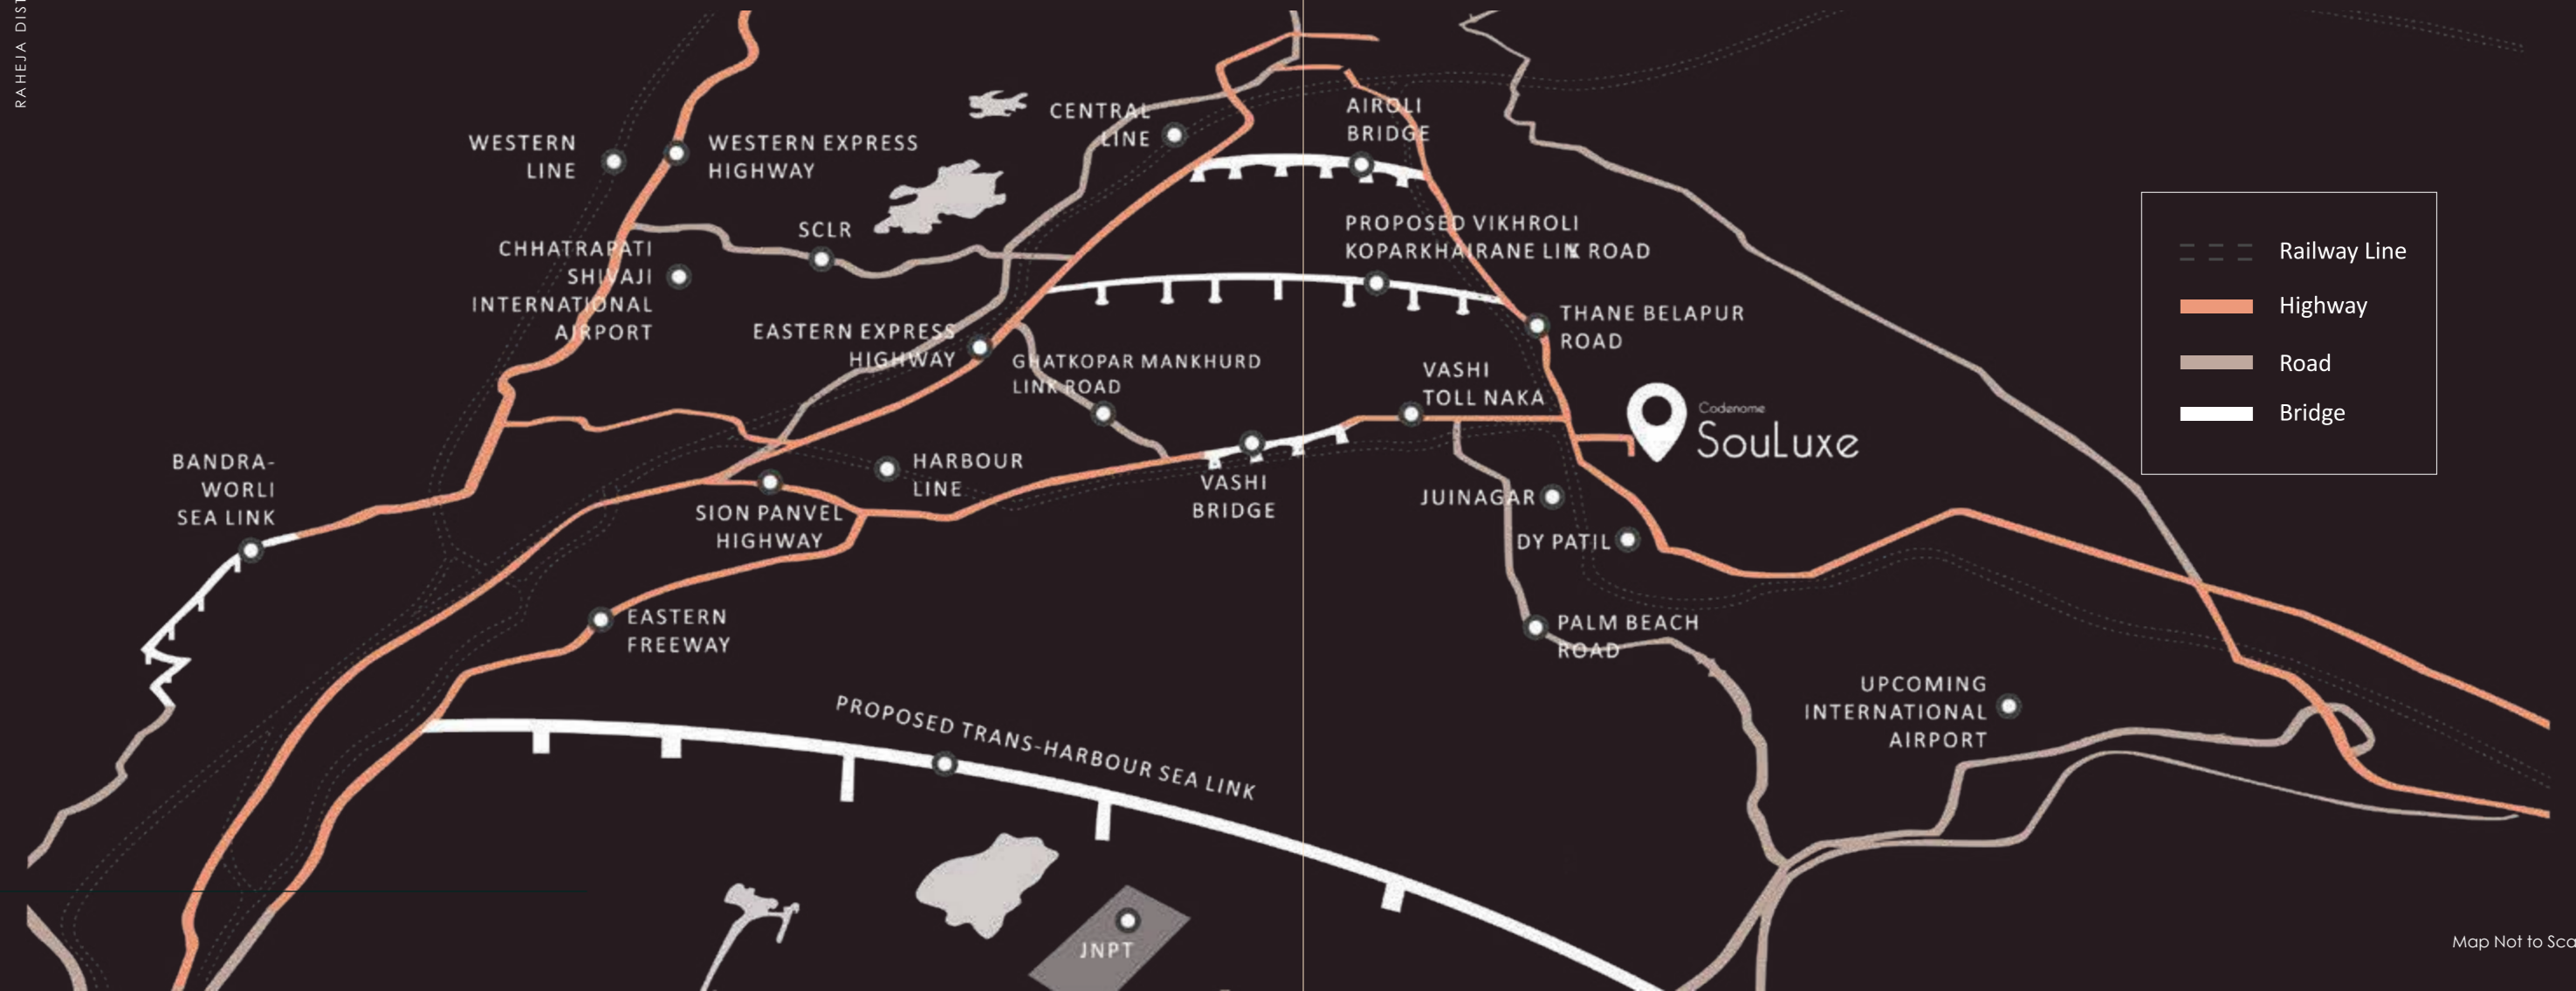 RAHEJA DIST
WESTERN
LINE
WESTERN EXPRESS
HIGHWAY
CENTRAL
LINE
AIROLI
BRIDGE
SCLR
CHHATRAPATI
SHIVAJI
INTERNATIONAL
AIRPORT
PROPOSED VIKHROLI
KOPARKHAIRANE LINK ROAD
EASTERN EXPRESS
HIGHWAY
GHATKOPAR MANKHURD
LINK ROAD
THANE BELAPUR
ROAD
VASHI
TOLL NAKA
Codename
SouLuxe
BANDRA-
WORLI
SEA LINK
HARBOUR
LINE
SION PANVEL
HIGHWAY
VASHI
BRIDGE
JUINAGAR
DY PATIL
EASTERN
FREEWAY
PALM BEACH
ROAD
PROPOSED TRANS-HARBOUR SEA LINK
UPCOMING
INTERNATIONAL
AIRPORT
JNPT
Railway Line
Highway
Road
Bridge
Map Not to Sca